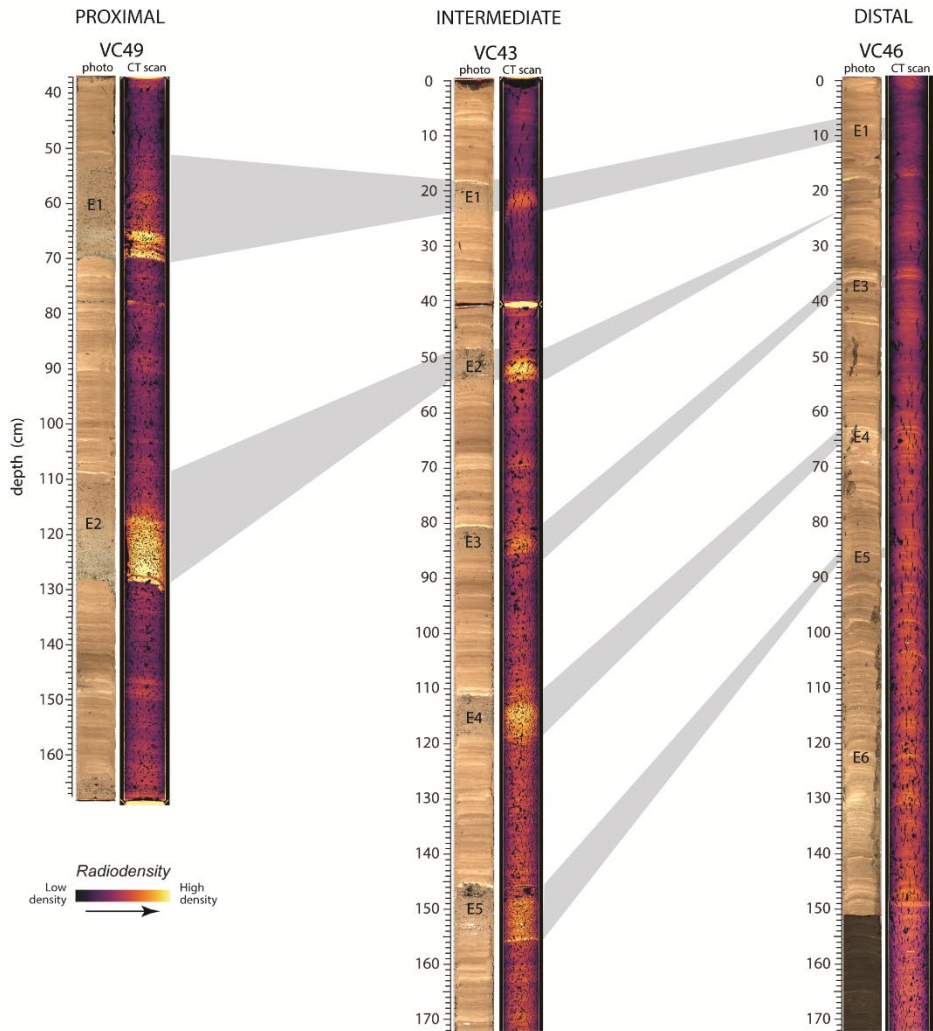 PROXIMAL
VC49
photo CT scan
40
50
60
70
80
90
100
110
120
130
140
150
160
depth (cm)
E1
E2
Radiodensity
Low density
High density
INTERMEDIATE
VC43
photo CT scan
0
10
20
30
40
50
60
70
80
90
100
110
120
130
140
150
160
170
E1
E2
E3
E4
E5
DISTAL
VC46
photo CT scan
0
10
20
30
40
50
60
70
80
90
100
110
120
130
140
150
160
170
E1
E3
E4
E5
E6